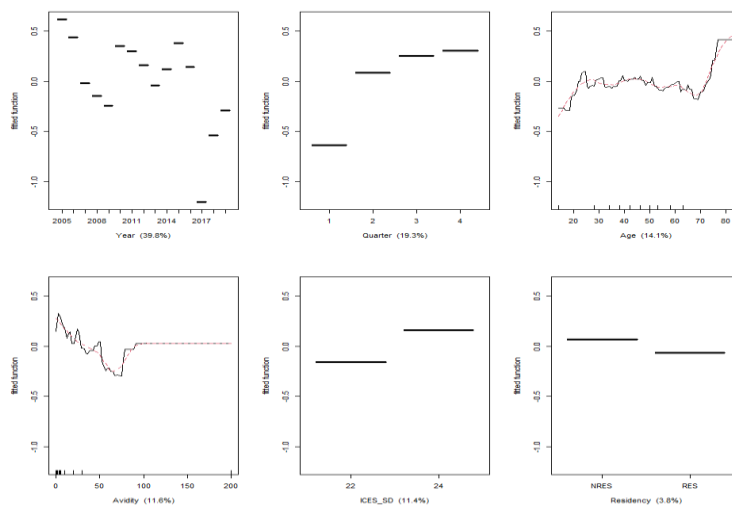 fitted function
0.5
0.0
-0.5
-1.0
2005 2008 2011 2014 2017
Year (39.8%)
fitted function
0.5
0.0
-0.5
-1.0
1 2 3 4
Quarter (19.3%)
fitted function
0.5
0.0
-0.5
-1.0
20 30 40 50 60 70 80
Age (14.1%)
fitted function
0.5
0.0
-0.5
-1.0
0 50 100 150 200
Avidity (11.6%)
fitted function
0.5
0.0
-0.5
-1.0
22 24
ICES_SD (11.4%)
fitted function
0.5
0.0
-0.5
-1.0
NRES RES
Residency (3.8%)